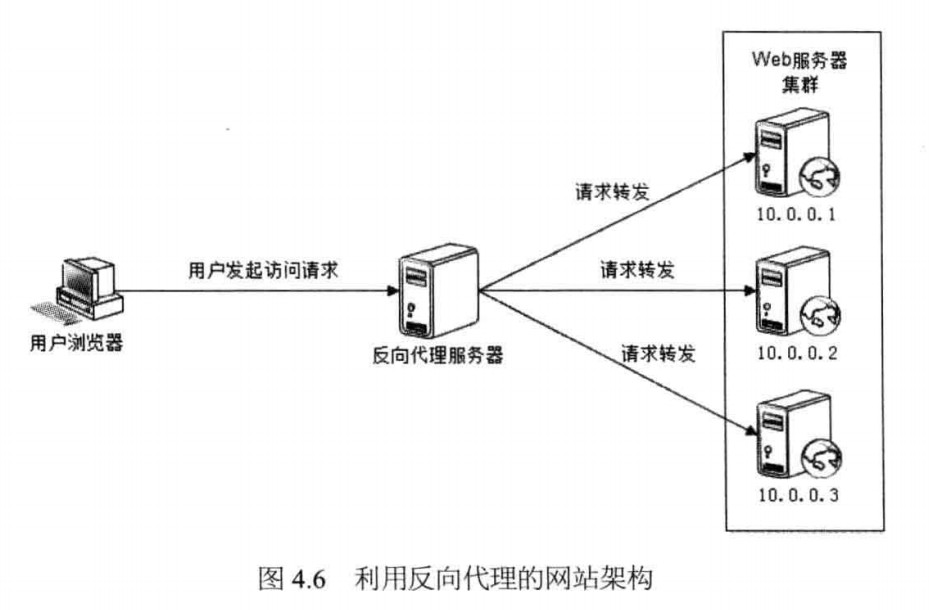 Web服务器
集群
请求转发
10.0.0.1
用户发起访问请求
请求转发
用户浏览器
反向代理服务器
10.0.0.2
请求转发
10.0.0.3
图 4.6 利用反向代理的网站架构